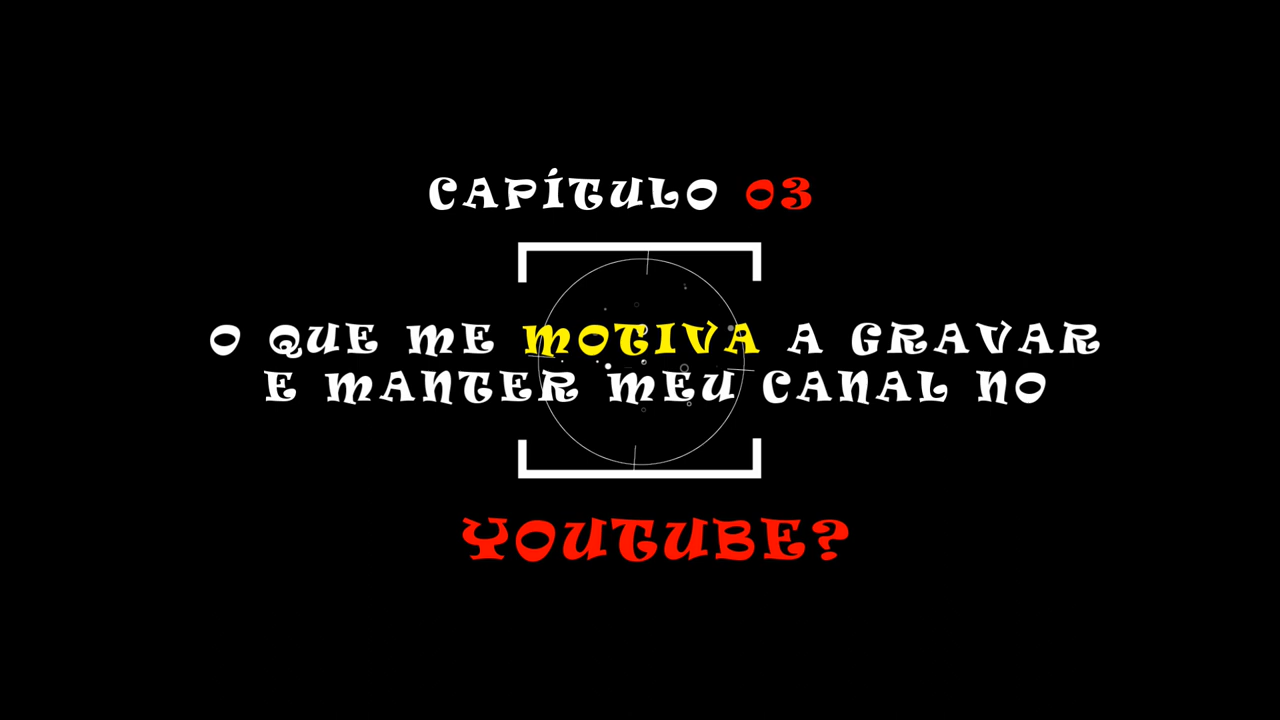 CAPÍTULO 03
O QUE ME MOTIVA A GRAVAR
E MANTER MEU CANAL NO
YOUTUBE?